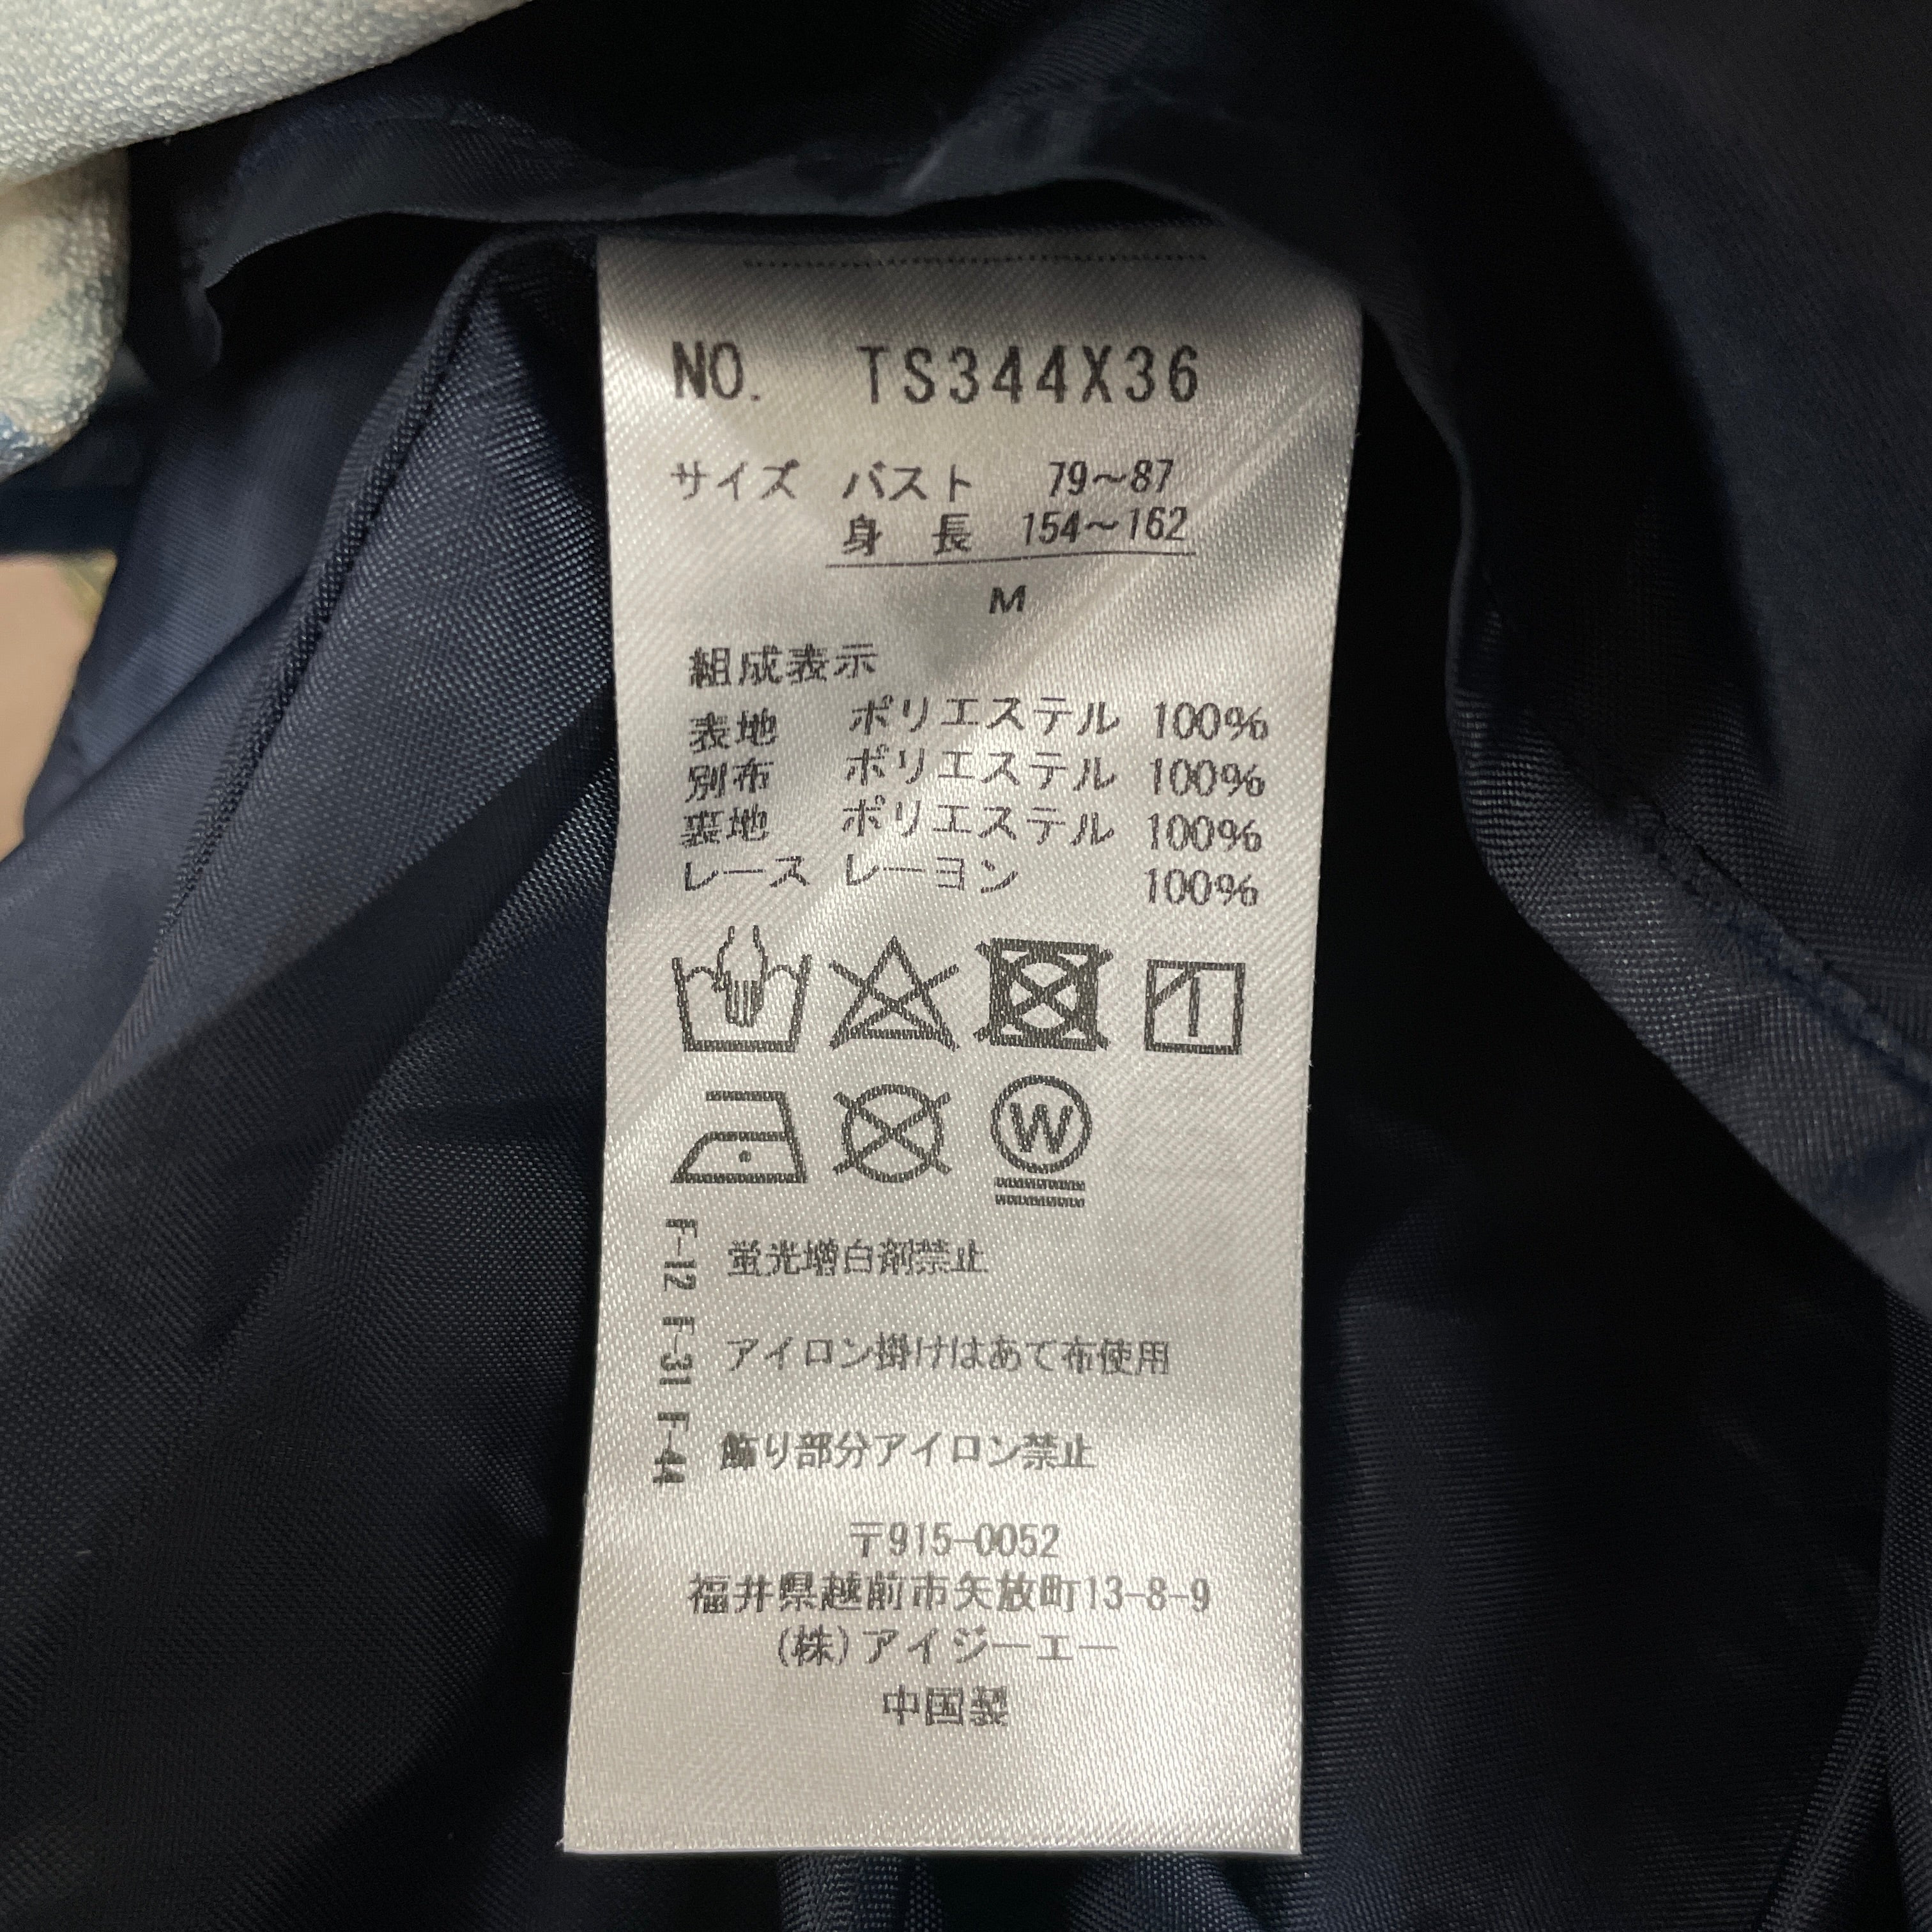 NO. TS344X36
サイズ バスト 79～87
身 長 154～162
M
組成表示
表地 ポリエステル 100%
別布 ポリエステル 100%
裏地 ポリエステル 100%
レース レーヨン 100%
W
F-12 F-31 F-44
蛍光増白剤禁止
アイロン掛けはあて布使用
飾り部分アイロン禁止
〒915-0052
福井県越前市矢放町13-8-9
(株)アイジーエー
中国製